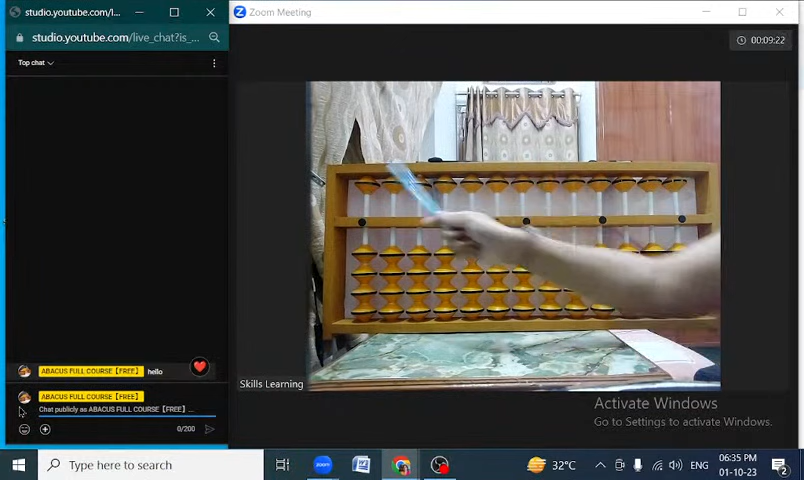 studio.youtube.com/l...
Zoom Meeting
studio.youtube.com/live_chat?is_...
00:09:22
Top chat
ABACUS FULL COURSE【FREE】 hello
Skills Learning
ABACUS FULL COURSE【FREE】
Chat publicly as ABACUS FULL COURSE【FREE】...
0/200
Activate Windows
Go to Settings to activate Windows.
Type here to search
32°C
ENG
06:35 PM
01-10-23
2